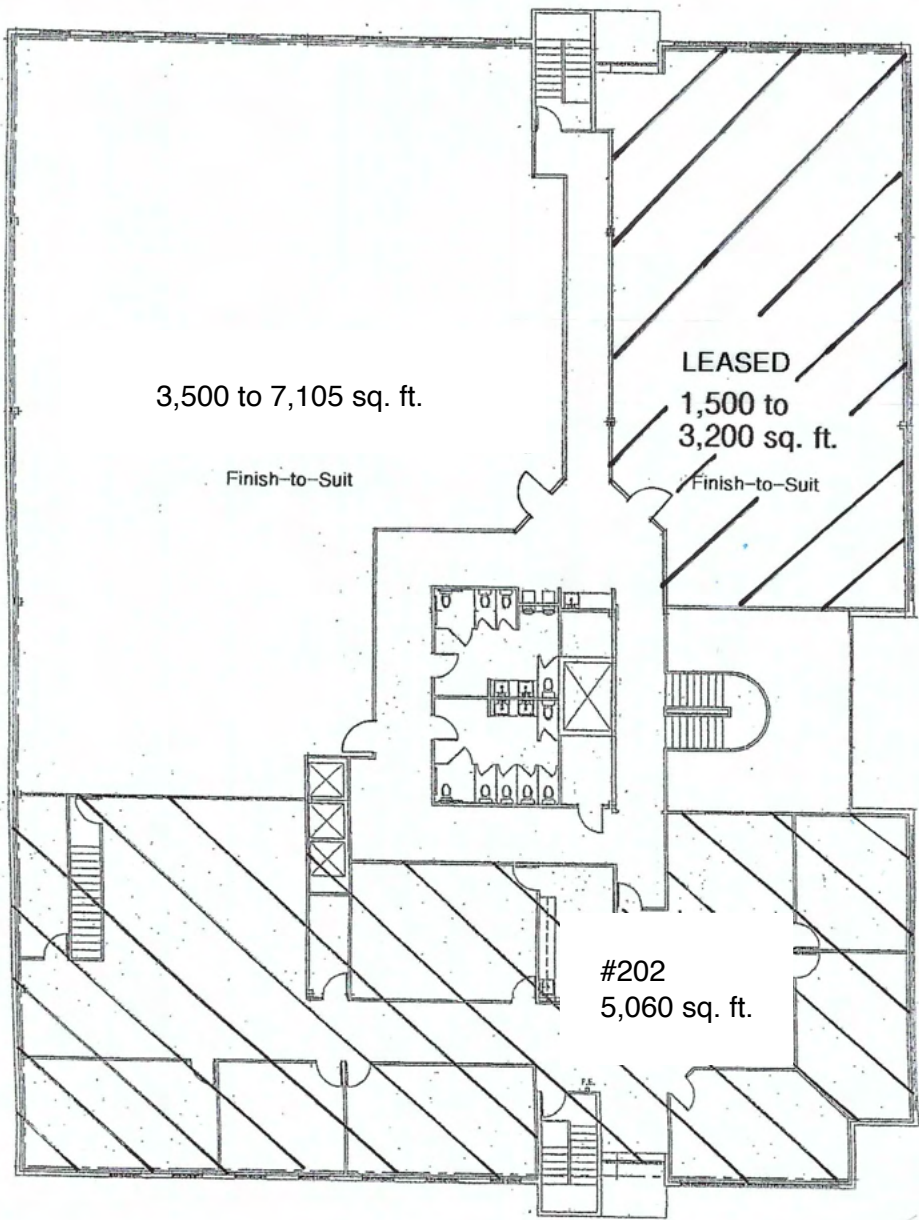 3,500 to 7,105 sq. ft.
Finish-to-Suit
LEASED
1,500 to
3,200 sq. ft.
Finish-to-Suit
#202
5,060 sq. ft.
F.E.